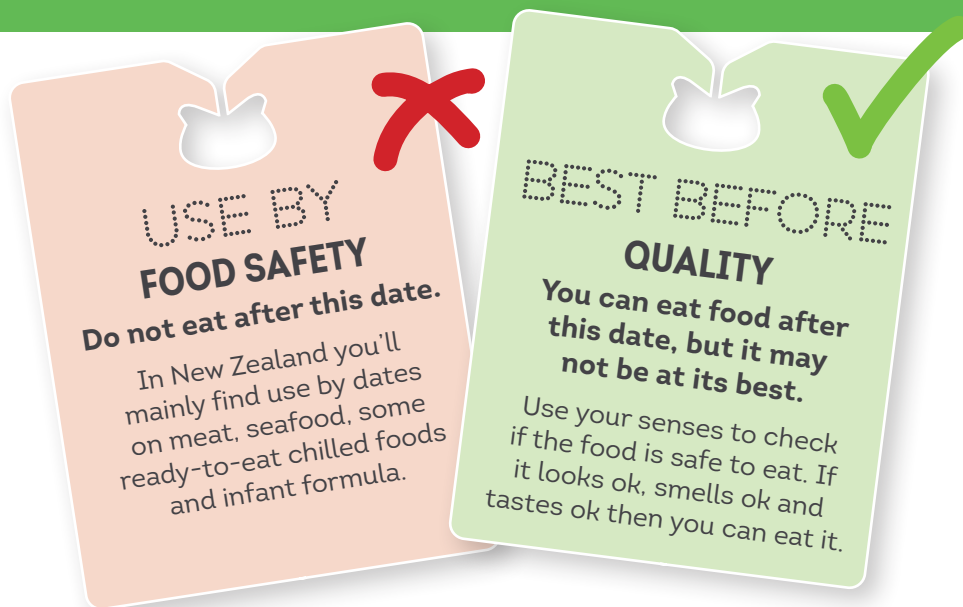 USE BY
FOOD SAFETY
Do not eat after this date.
In New Zealand you'll
mainly find use by dates
on meat, seafood, some
ready-to-eat chilled foods
and infant formula.
BEST BEFORE
QUALITY
You can eat food after
this date, but it may
not be at its best.
Use your senses to check
if the food is safe to eat. If
it looks ok, smells ok and
tastes ok then you can eat it.